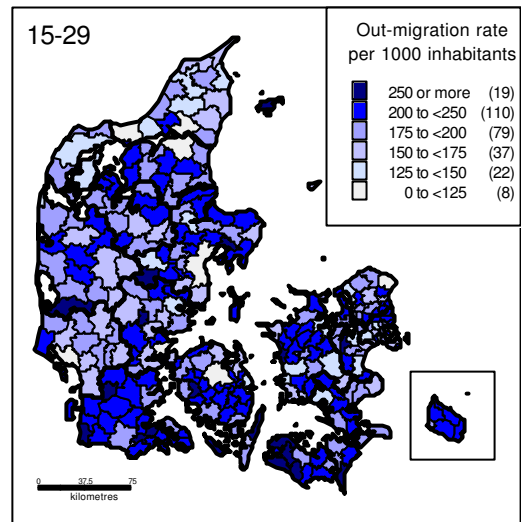 15-29
Out-migration rate
per 1000 inhabitants
250 or more (19)
200 to <250 (110)
175 to <200 (79)
150 to <175 (37)
125 to <150 (22)
0 to <125 (8)
0 37.5 75
kilometres